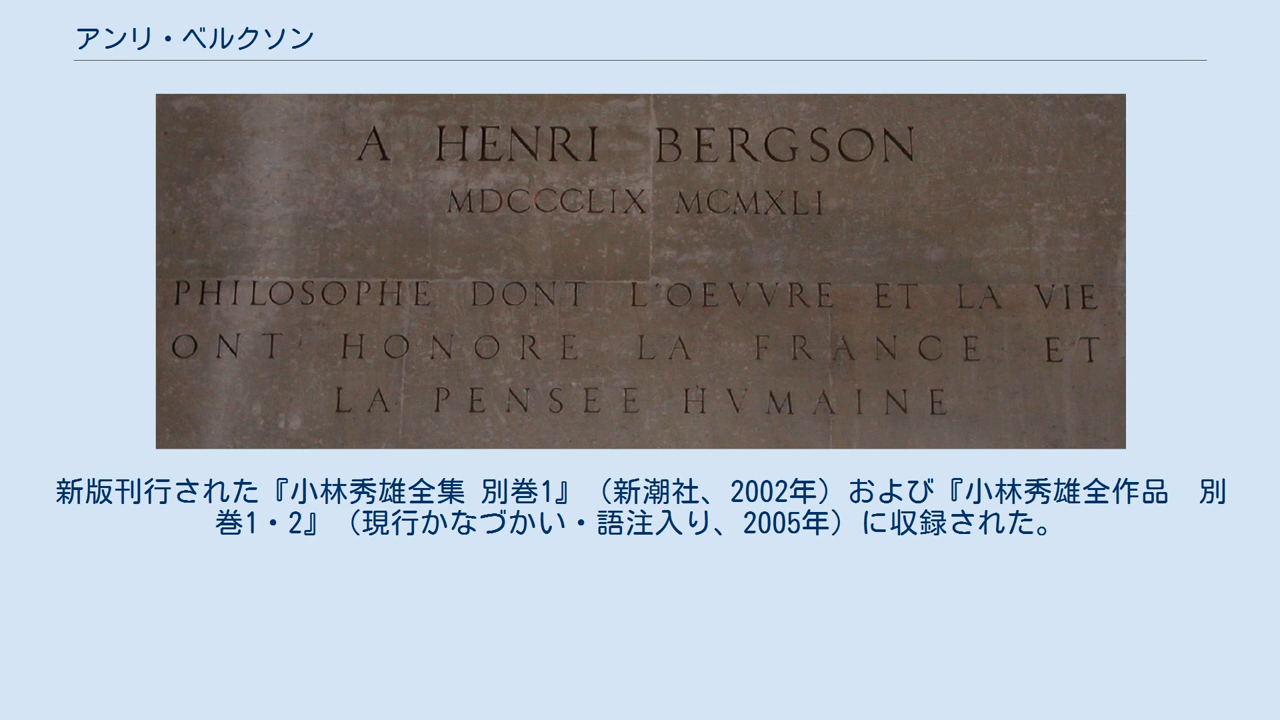 アンリ・ベルクソン
A HENRI BERGSON
MDCCCLIX MCMXLI
PHILOSOPHE DONT L'OEVVRE ET LA VIE
ONT HONORE LA FRANCE ET
LA PENSEE HVMAINE
新版刊行された『小林秀雄全集 別巻1』（新潮社、2002年）および『小林秀雄全作品　別
巻1・2』（現行かなづかい・語注入り、2005年）に収録された。